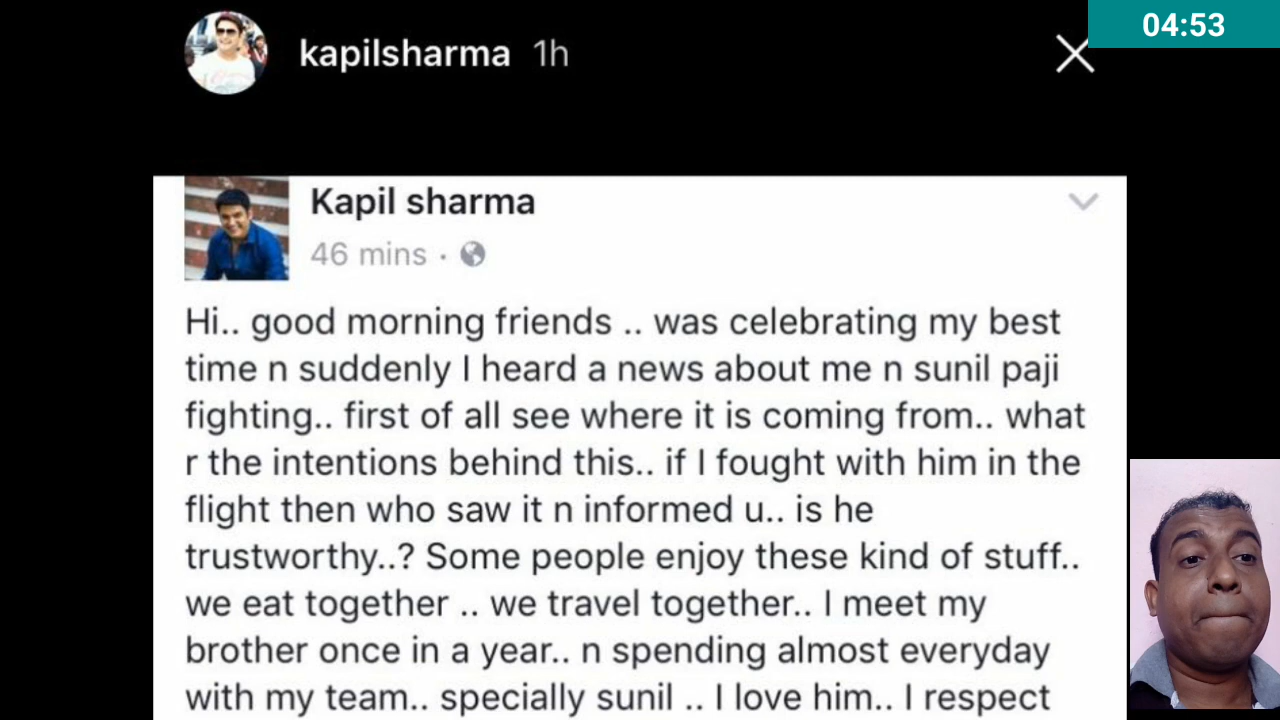 kapilsharma 1h
04:53
Kapil sharma
46 mins ·
Hi.. good morning friends .. was celebrating my best
time n suddenly I heard a news about me n sunil paji
fighting.. first of all see where it is coming from.. what
r the intentions behind this.. if I fought with him in the
flight then who saw it n informed u.. is he
trustworthy..? Some people enjoy these kind of stuff..
we eat together .. we travel together.. I meet my
brother once in a year.. n spending almost everyday
with my team.. specially sunil .. I love him.. I respect